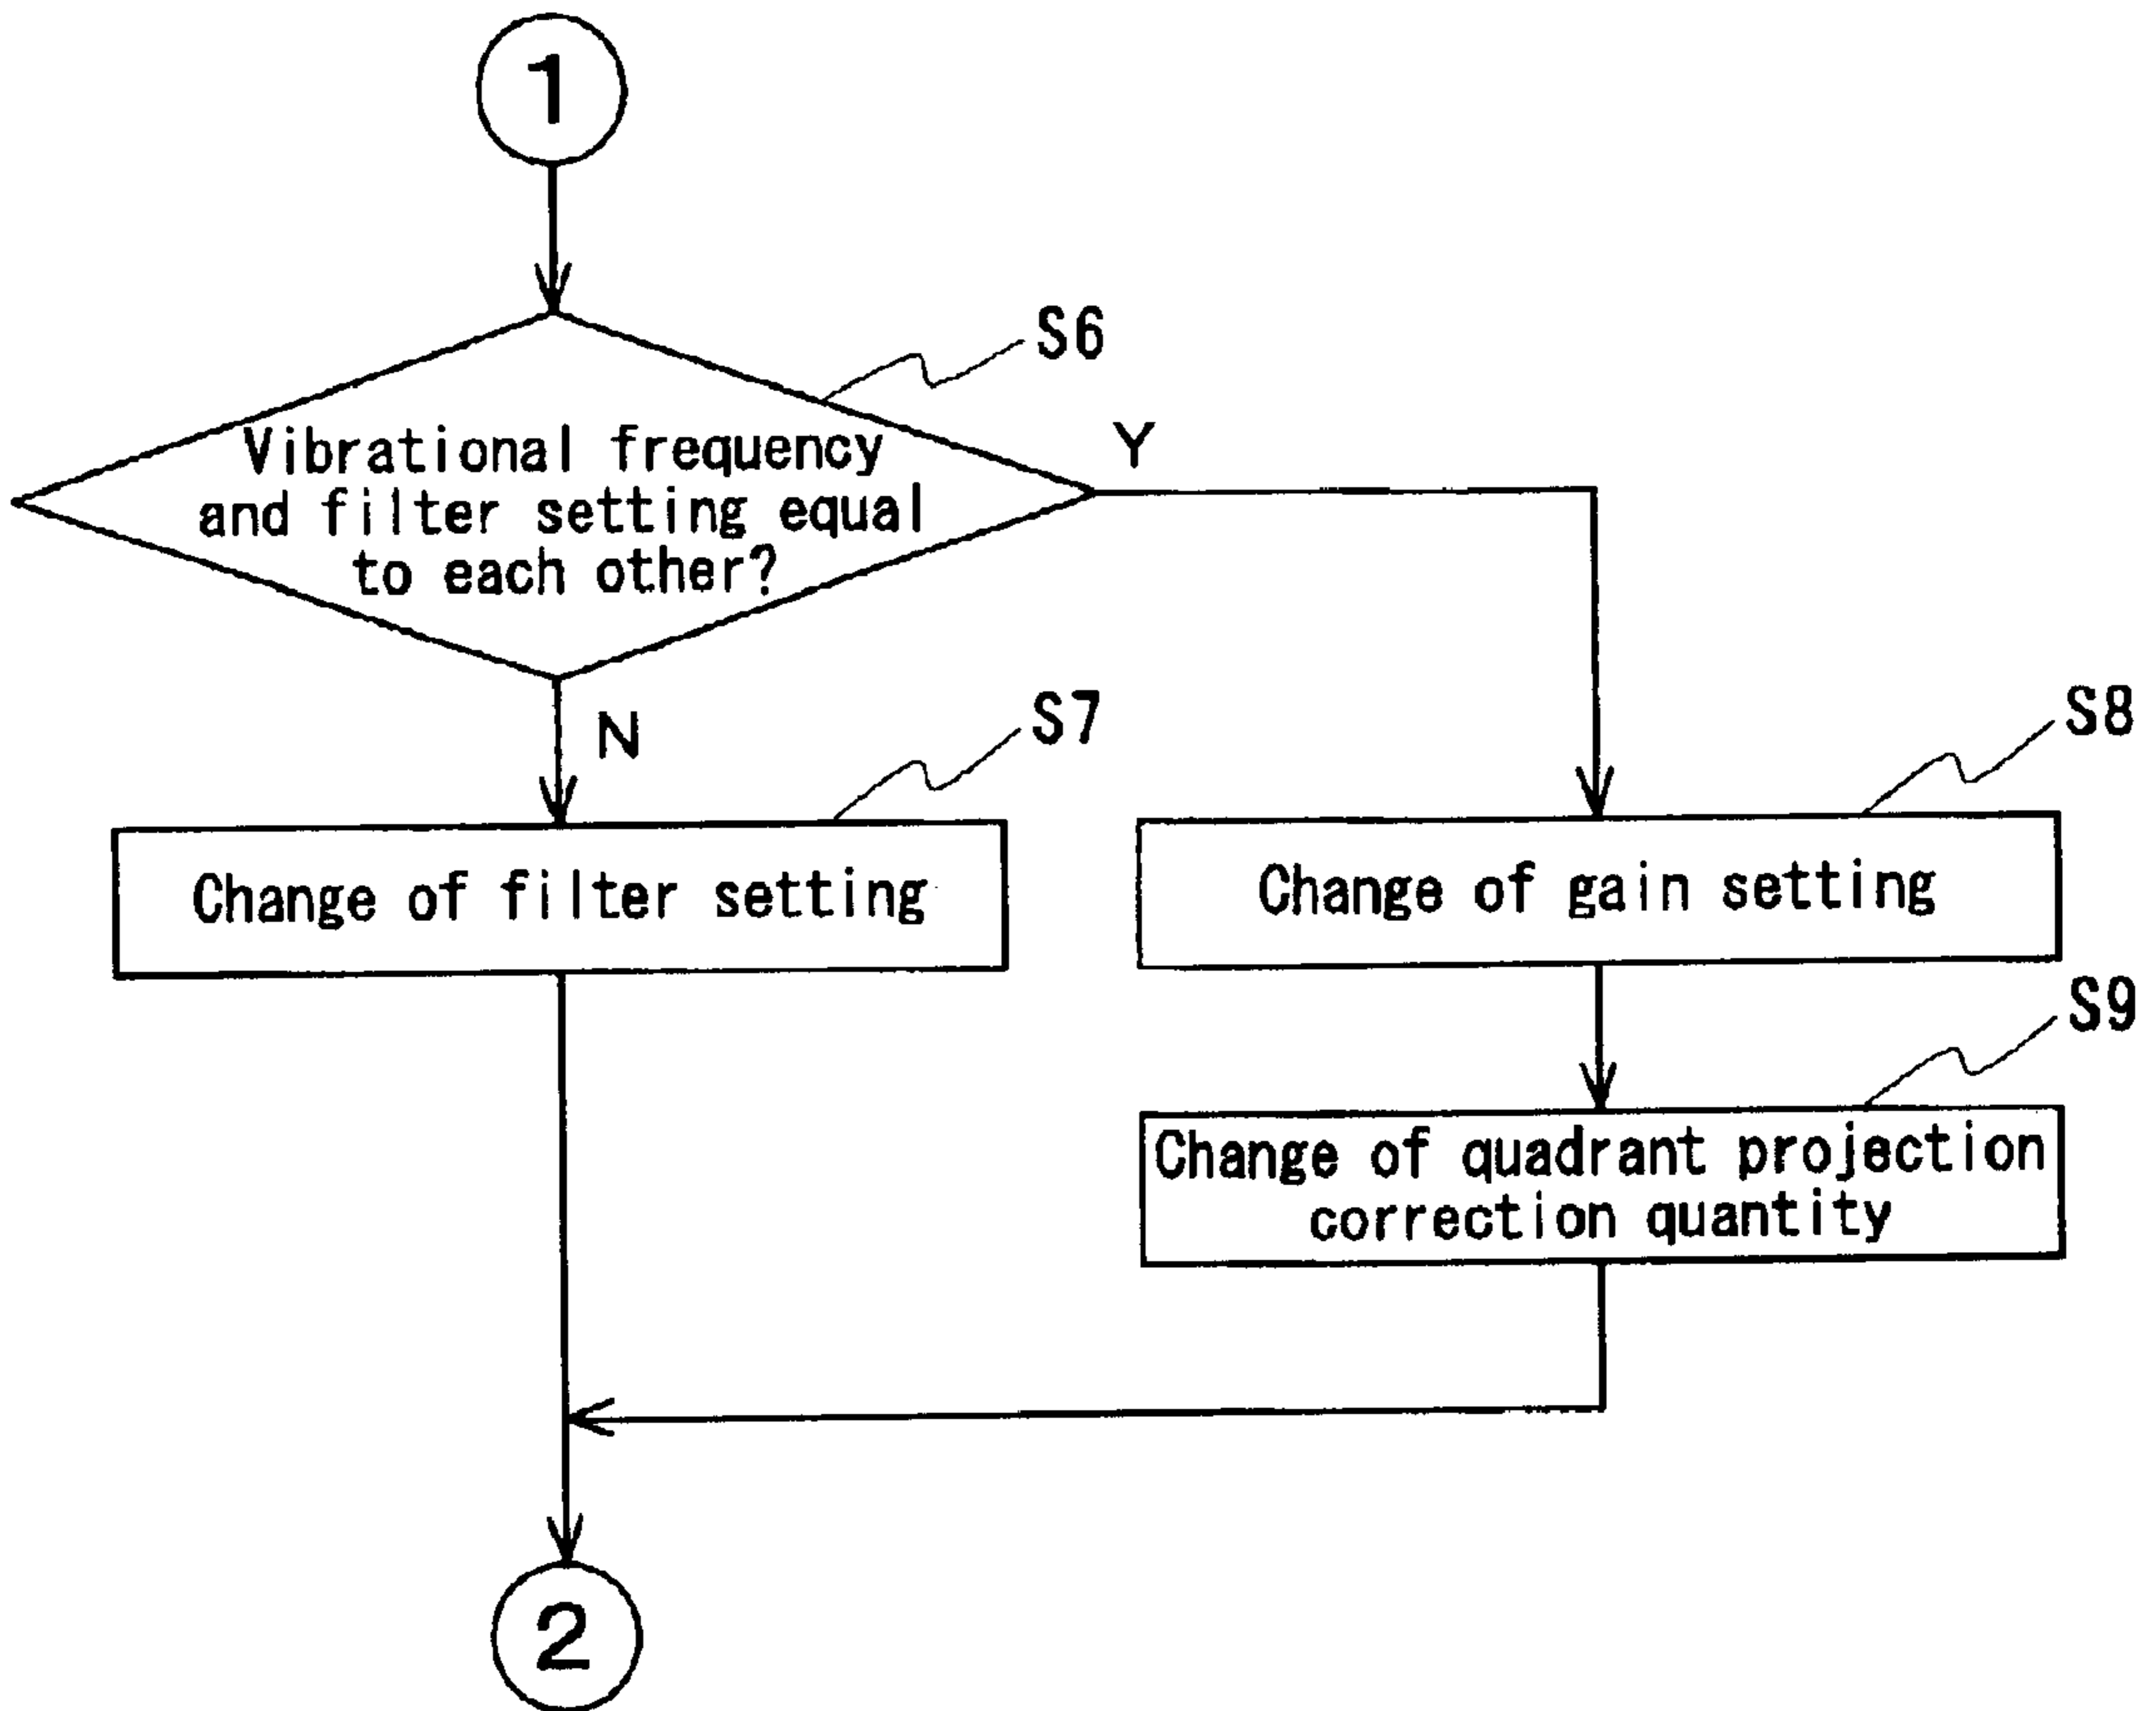 1
S6
Vibrational frequency
and filter setting equal
to each other?
Y
N
S7
S8
Change of filter setting
Change of gain setting
S9
Change of quadrant projection
correction quantity
2